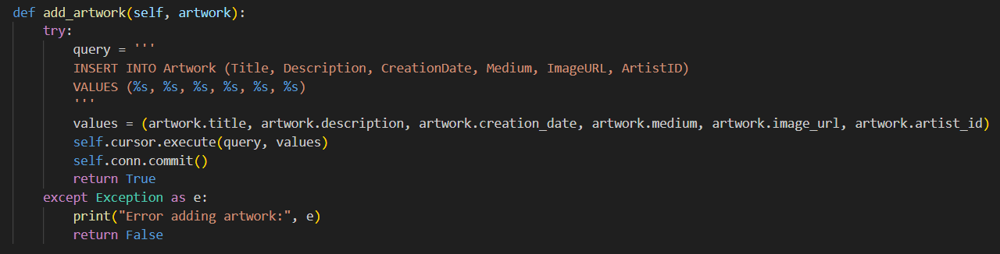 def add_artwork(self, artwork):
    try:
        query = '''
        INSERT INTO Artwork (Title, Description, CreationDate, Medium, ImageURL, ArtistID)
        VALUES (%s, %s, %s, %s, %s, %s)
        '''
        values = (artwork.title, artwork.description, artwork.creation_date, artwork.medium, artwork.image_url, artwork.artist_id)
        self.cursor.execute(query, values)
        self.conn.commit()
        return True
    except Exception as e:
        print("Error adding artwork:", e)
        return False